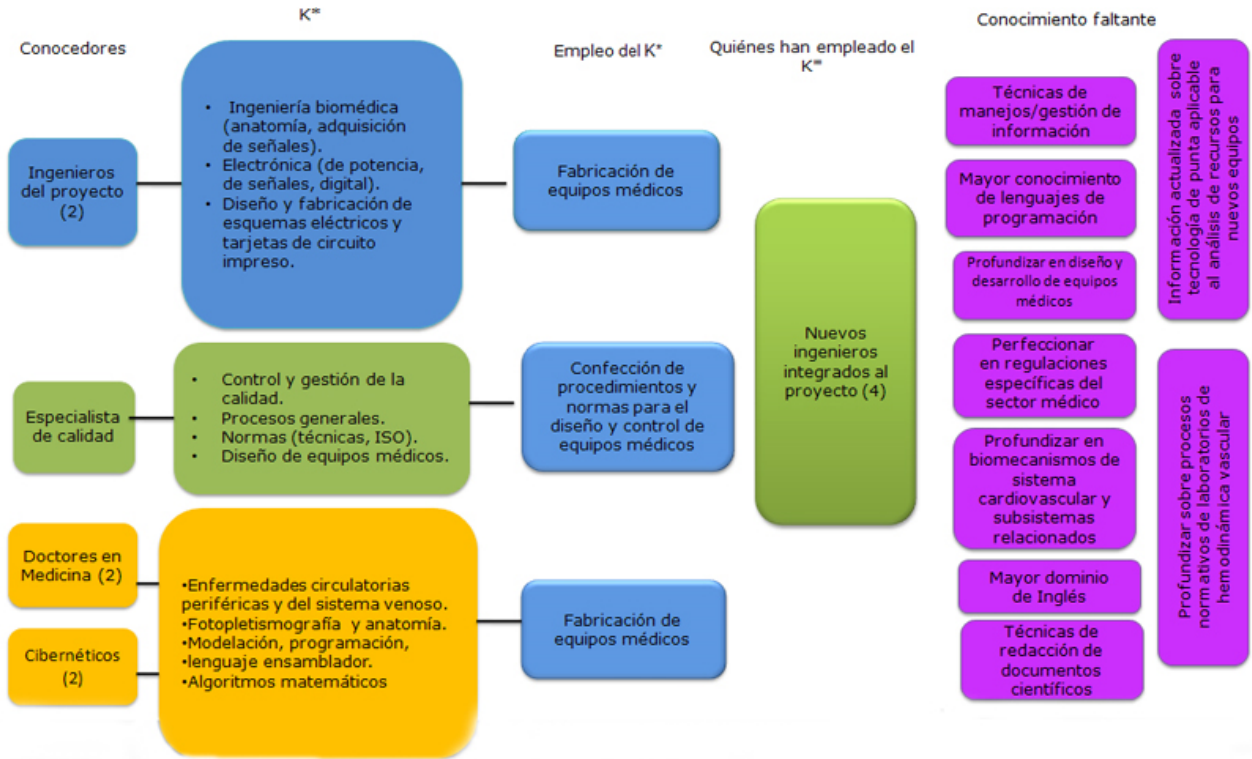 K*
Conocedores
Empleo del K*
Quiénes han empleado el
K*
Conocimiento faltante
Ingenieros
del proyecto
(2)
• Ingeniería biomédica
(anatomía, adquisición
de señales).
• Electrónica (de potencia,
de señales, digital).
• Diseño y fabricación de
esquemas eléctricos y
tarjetas de circuito
impreso.
Fabricación de
equipos médicos
Especialista
de calidad
• Control y gestión de la
calidad.
• Procesos generales.
• Normas (técnicas, ISO).
• Diseño de equipos médicos.
Confección de
procedimientos y
normas para el
diseño y control de
equipos médicos
Doctores en
Medicina (2)
Cibernéticos
(2)
•Enfermedades circulatorias
periféricas y del sistema venoso.
•Fotopletismografía y anatomía.
•Modelación, programación,
•lenguaje ensamblador.
•Algoritmos matemáticos
Fabricación de
equipos médicos
Nuevos
ingenieros
integrados al
proyecto (4)
Técnicas de
manejos/gestión de
información
Mayor conocimiento
de lenguajes de
programación
Profundizar en diseño y
desarrollo de equipos
médicos
Perfeccionar
en regulaciones
específicas del
sector médico
Profundizar en
biomecanismos de
sistema
cardiovascular y
subsistemas
relacionados
Mayor dominio
de Inglés
Técnicas de
redacción de
documentos
científicos
Información actualizada sobre
tecnología de punta aplicable
al análisis de recursos para
nuevos equipos
Profundizar sobre procesos
normativos de laboratorios de
hemodinámica vascular